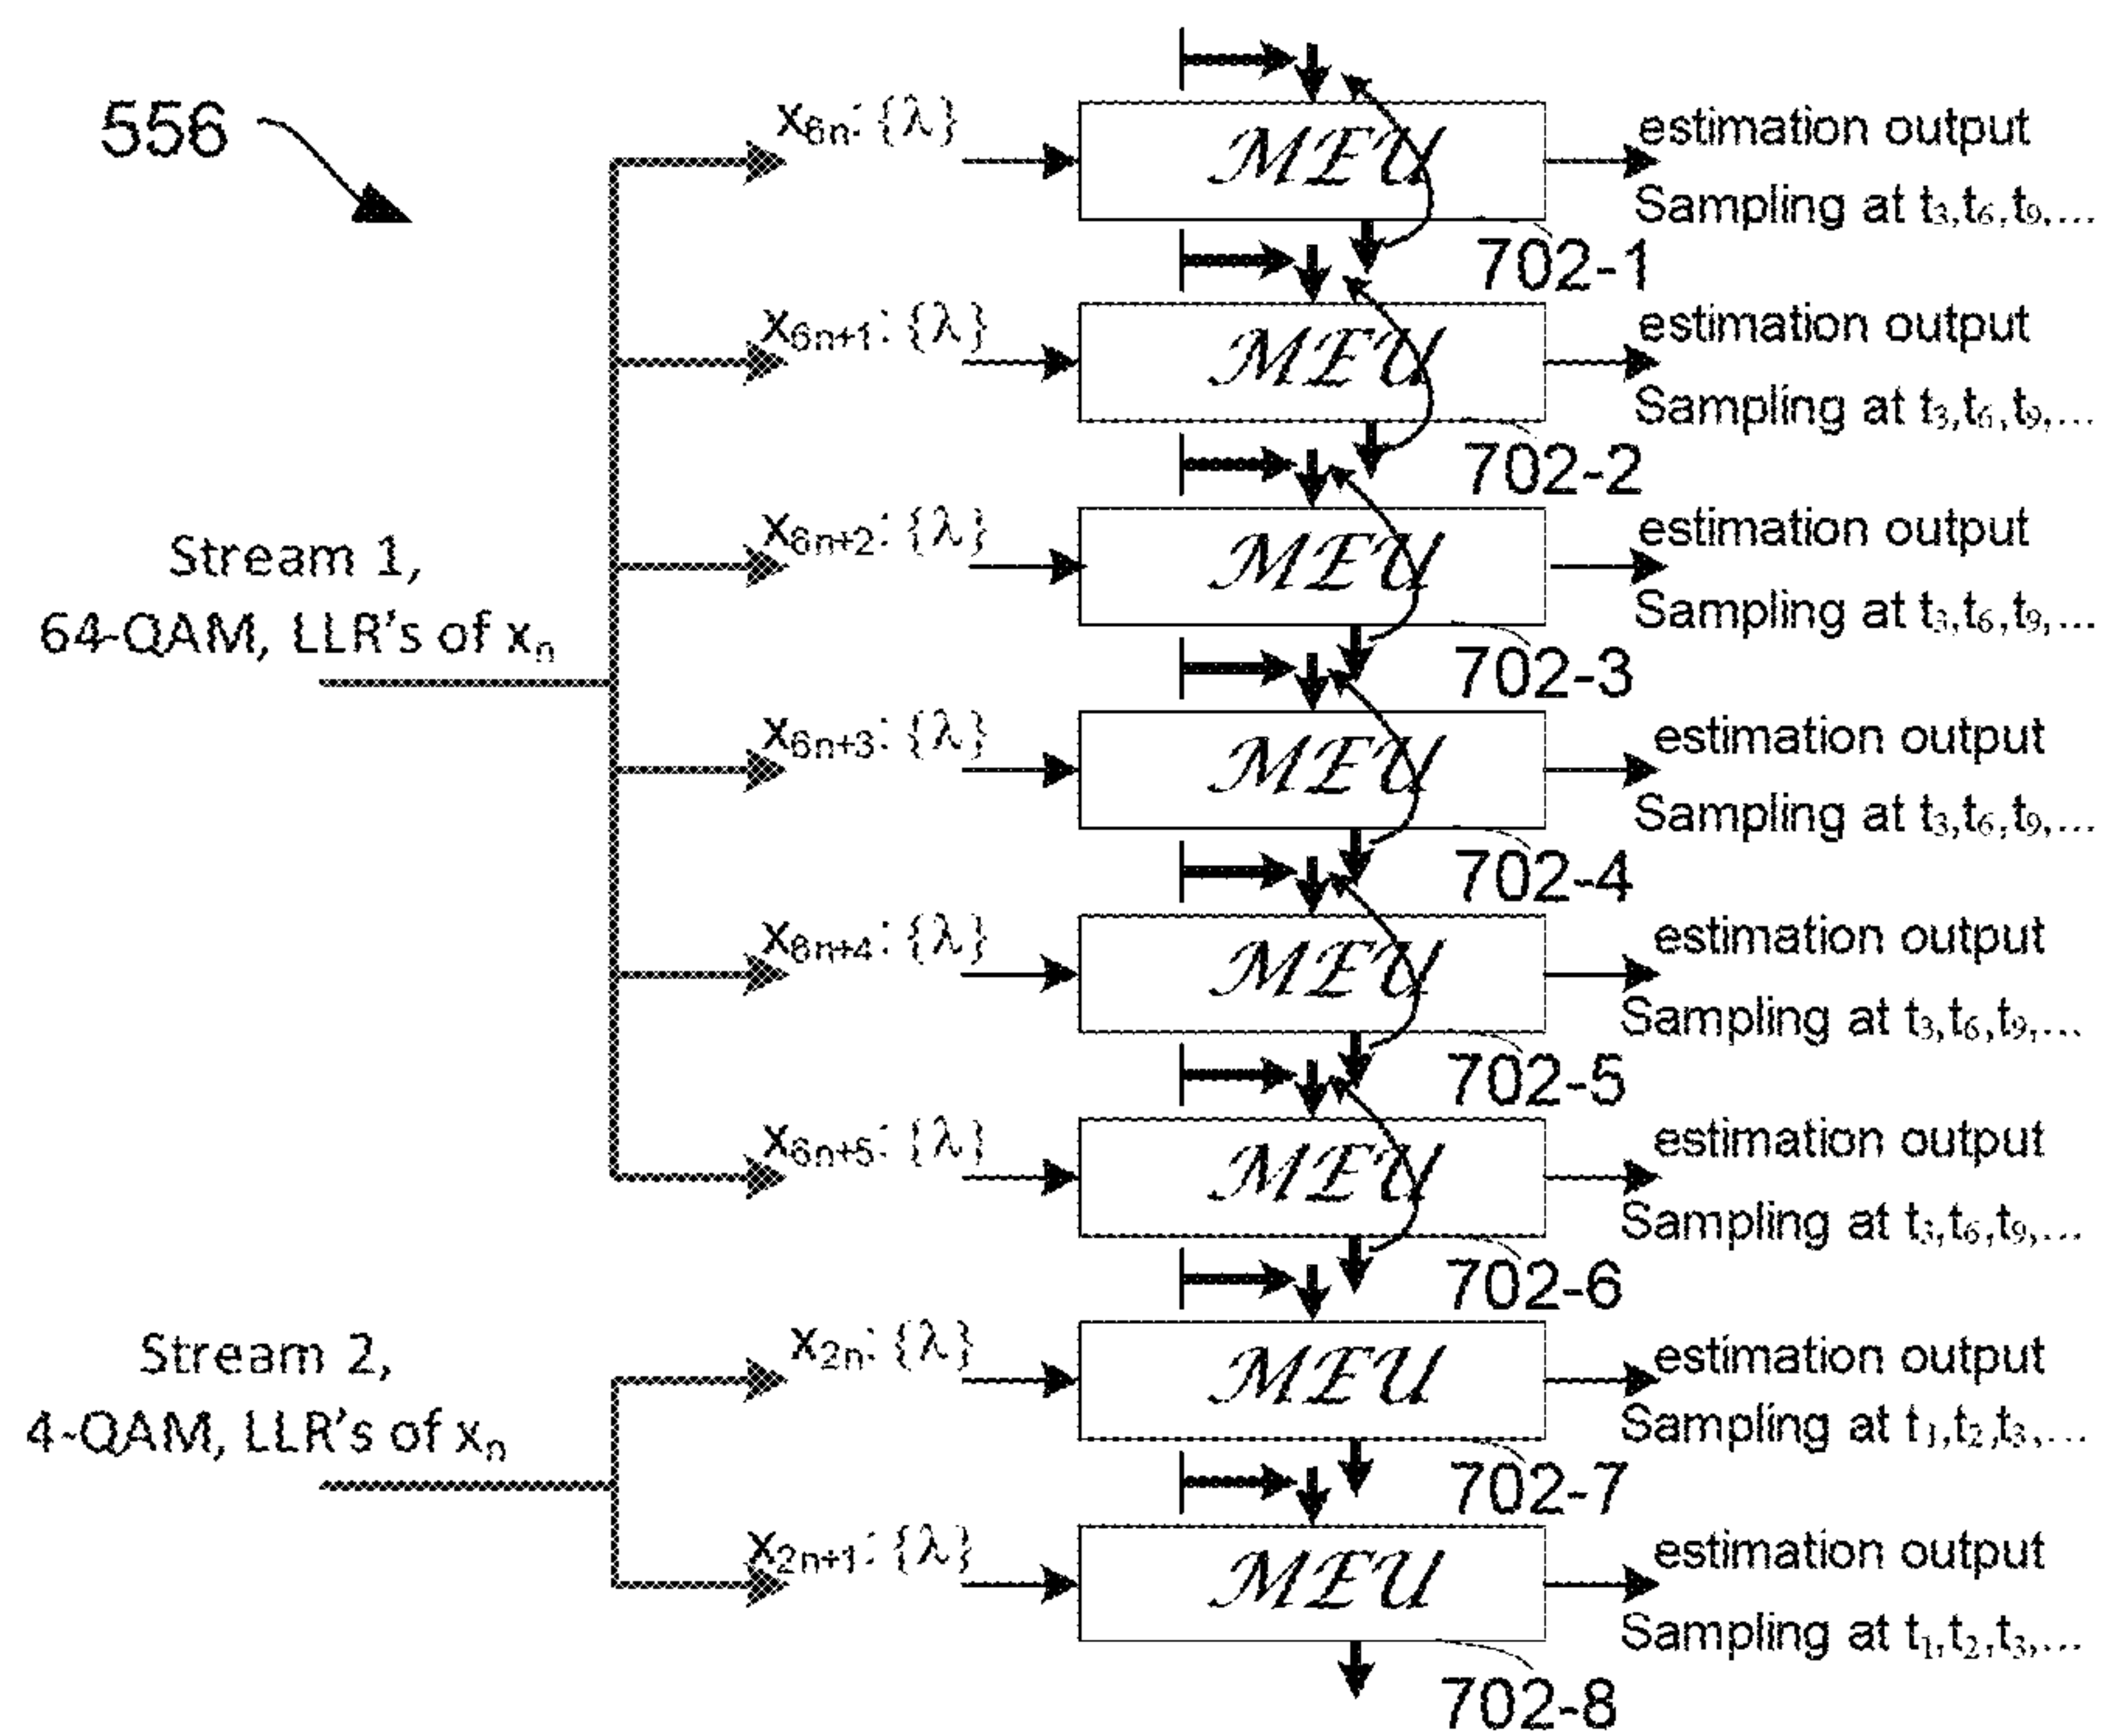 556
x6n: {λ}
MEU
estimation output
Sampling at t3,t6,t9,...
702-1
x6n+1: {λ}
MEU
estimation output
Sampling at t3,t6,t9,...
702-2
Stream 1,
64-QAM, LLR's of xn
x6n+2: {λ}
MEU
estimation output
Sampling at t3,t6,t9,...
702-3
x6n+3: {λ}
MEU
estimation output
Sampling at t3,t6,t9,...
702-4
x6n+4: {λ}
MEU
estimation output
Sampling at t3,t6,t9,...
702-5
x6n+5: {λ}
MEU
estimation output
Sampling at t3,t6,t9,...
702-6
Stream 2,
4-QAM, LLR's of xn
x2n: {λ}
MEU
estimation output
Sampling at t1,t2,t3,...
702-7
x2n+1: {λ}
MEU
estimation output
Sampling at t1,t2,t3,...
702-8